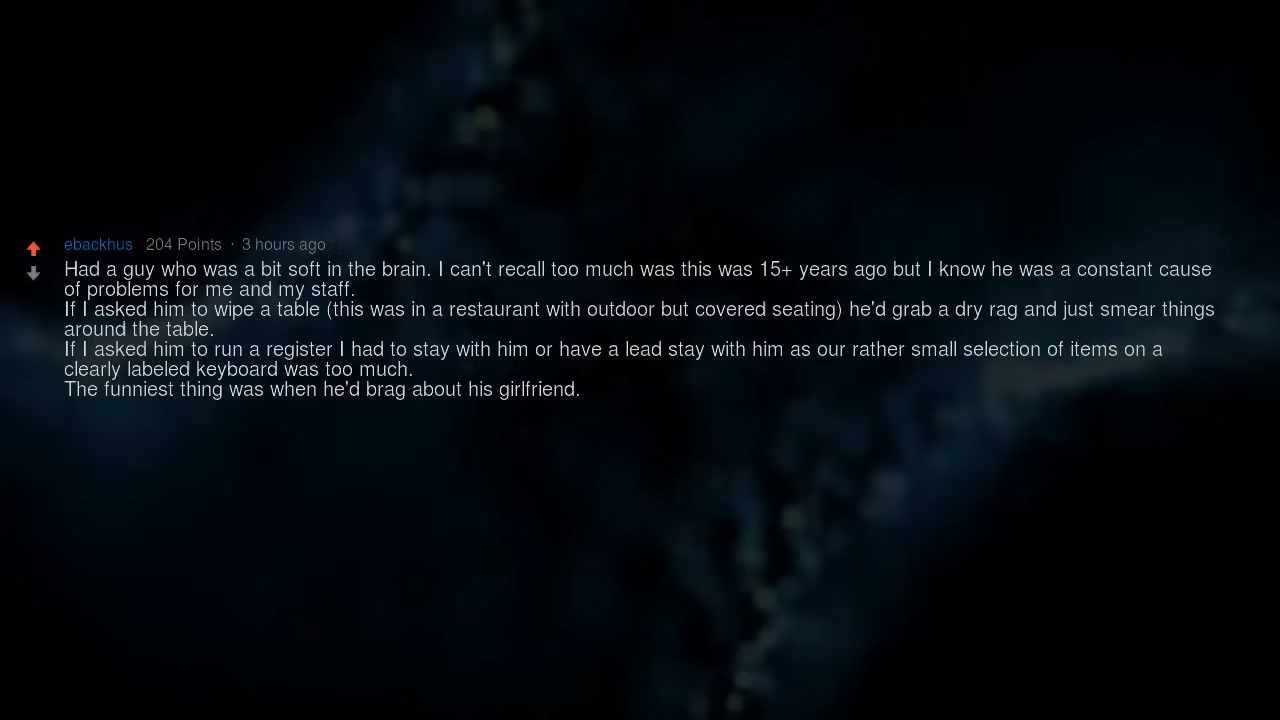 ebackhus 204 Points · 3 hours ago
Had a guy who was a bit soft in the brain. I can't recall too much was this was 15+ years ago but I know he was a constant cause
of problems for me and my staff.
If I asked him to wipe a table (this was in a restaurant with outdoor but covered seating) he'd grab a dry rag and just smear things
around the table.
If I asked him to run a register I had to stay with him or have a lead stay with him as our rather small selection of items on a
clearly labeled keyboard was too much.
The funniest thing was when he'd brag about his girlfriend.